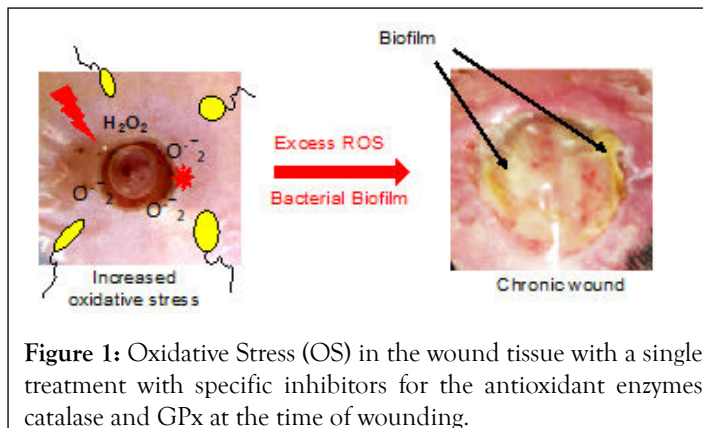 Biofilm
H₂O₂
O⁻·₂
Excess ROS
O⁻·₂
O⁻·₂
Bacterial Biofilm
Increased
oxidative stress
Chronic wound
Figure 1: Oxidative Stress (OS) in the wound tissue with a single
treatment with specific inhibitors for the antioxidant enzymes
catalase and GPx at the time of wounding.